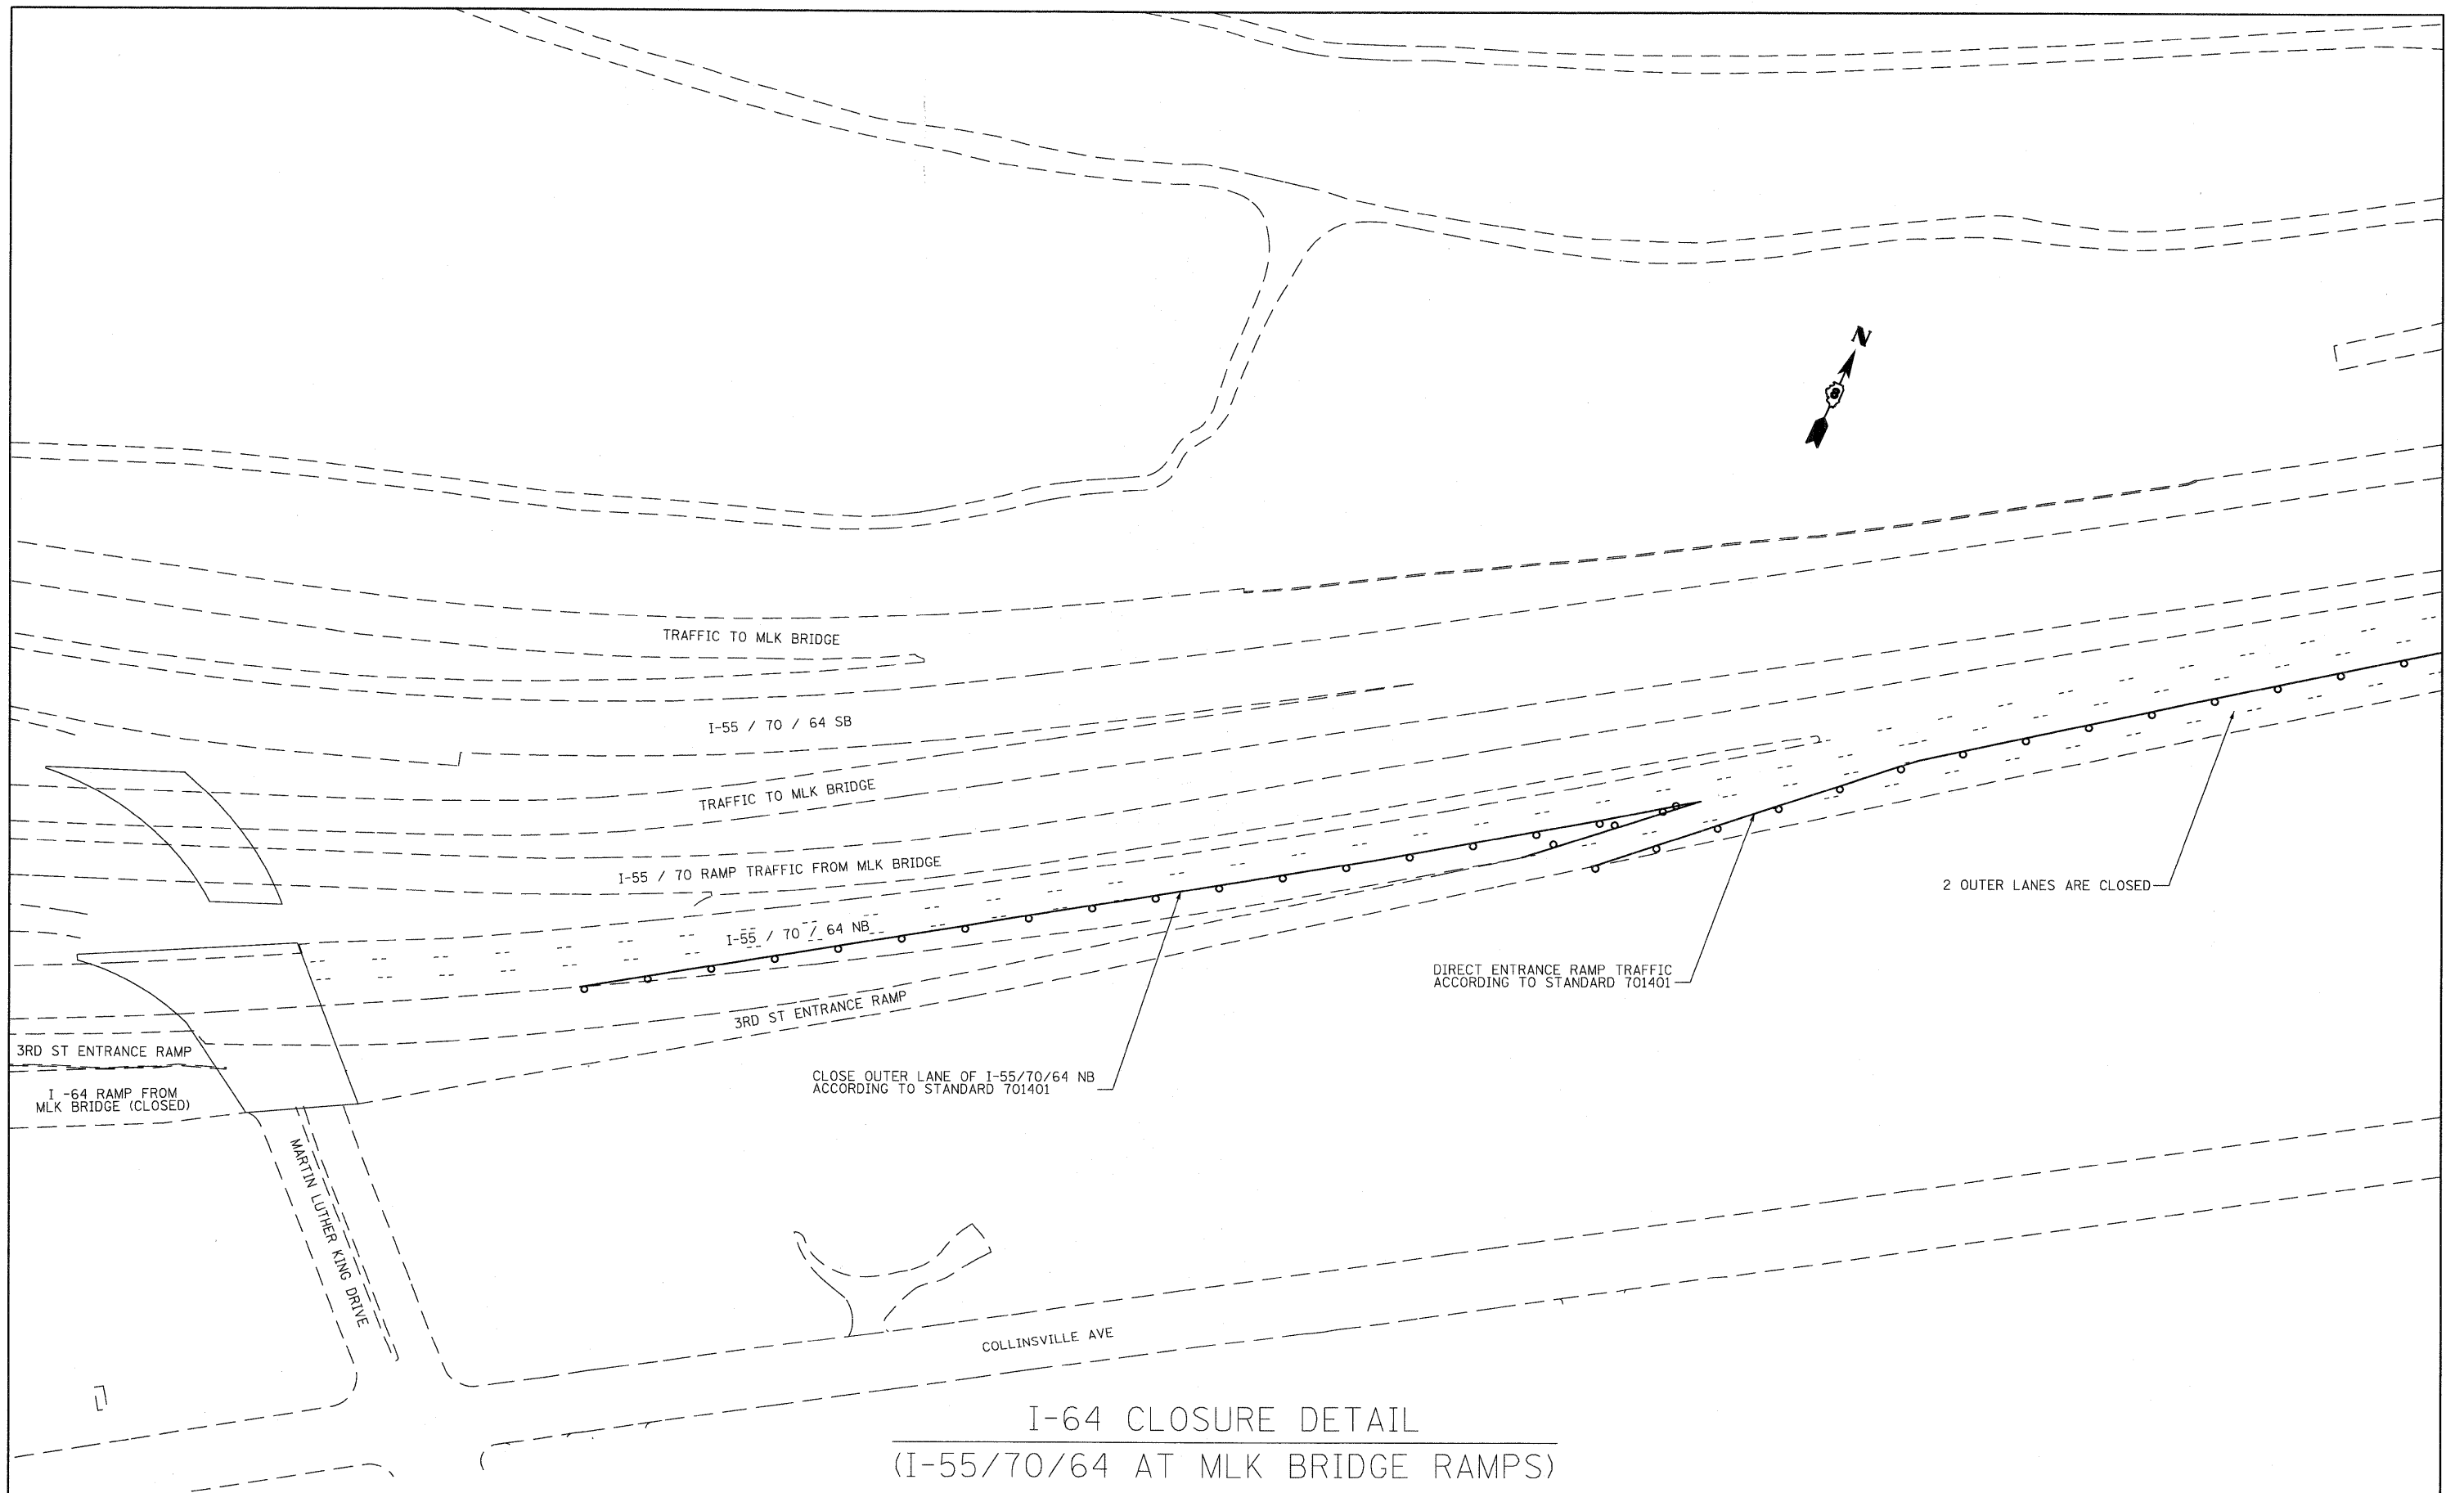 N
TRAFFIC TO MLK BRIDGE
I-55 / 70 / 64 SB
TRAFFIC TO MLK BRIDGE
I-55 / 70 RAMP TRAFFIC FROM MLK BRIDGE
2 OUTER LANES ARE CLOSED
I-55 / 70 / 64 NB
DIRECT ENTRANCE RAMP TRAFFIC
ACCORDING TO STANDARD 701401
3RD ST ENTRANCE RAMP
3RD ST ENTRANCE RAMP
CLOSE OUTER LANE OF I-55/70/64 NB
ACCORDING TO STANDARD 701401
I -64 RAMP FROM
MLK BRIDGE (CLOSED)
MARTIN LUTHER KING DRIVE
COLLINSVILLE AVE
I-64 CLOSURE DETAIL
(I-55/70/64 AT MLK BRIDGE RAMPS)